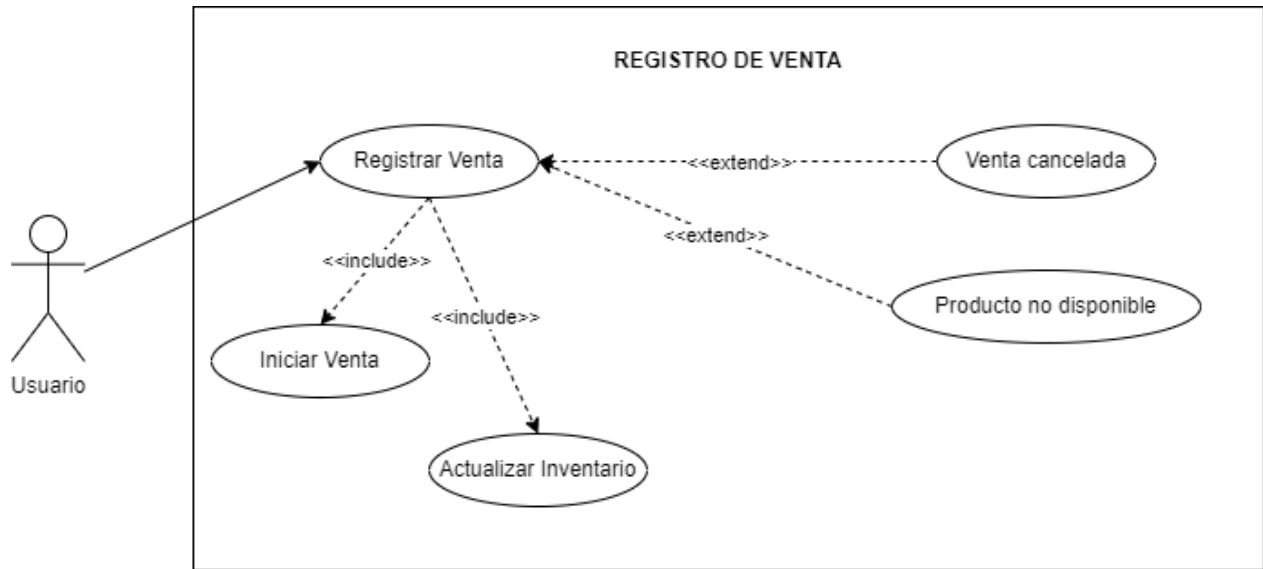 REGISTRO DE VENTA
Registrar Venta
<<extend>>
Venta cancelada
<<extend>>
<<include>>
Producto no disponible
<<include>>
Iniciar Venta
Usuario
Actualizar Inventario